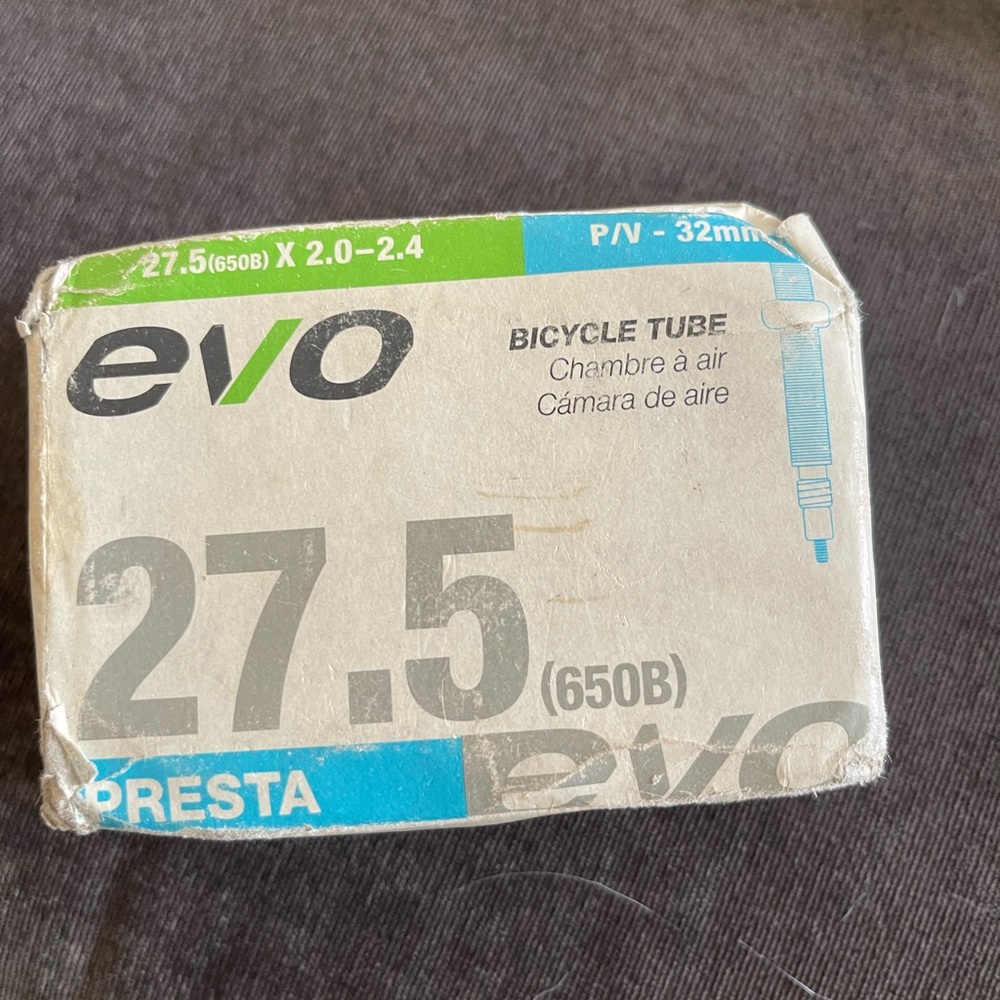 27.5(650B) X 2.0-2.4
P/V - 32mm
evo
BICYCLE TUBE
Chambre à air
Cámara de aire
27.5 (650B)
PRESTA
evo